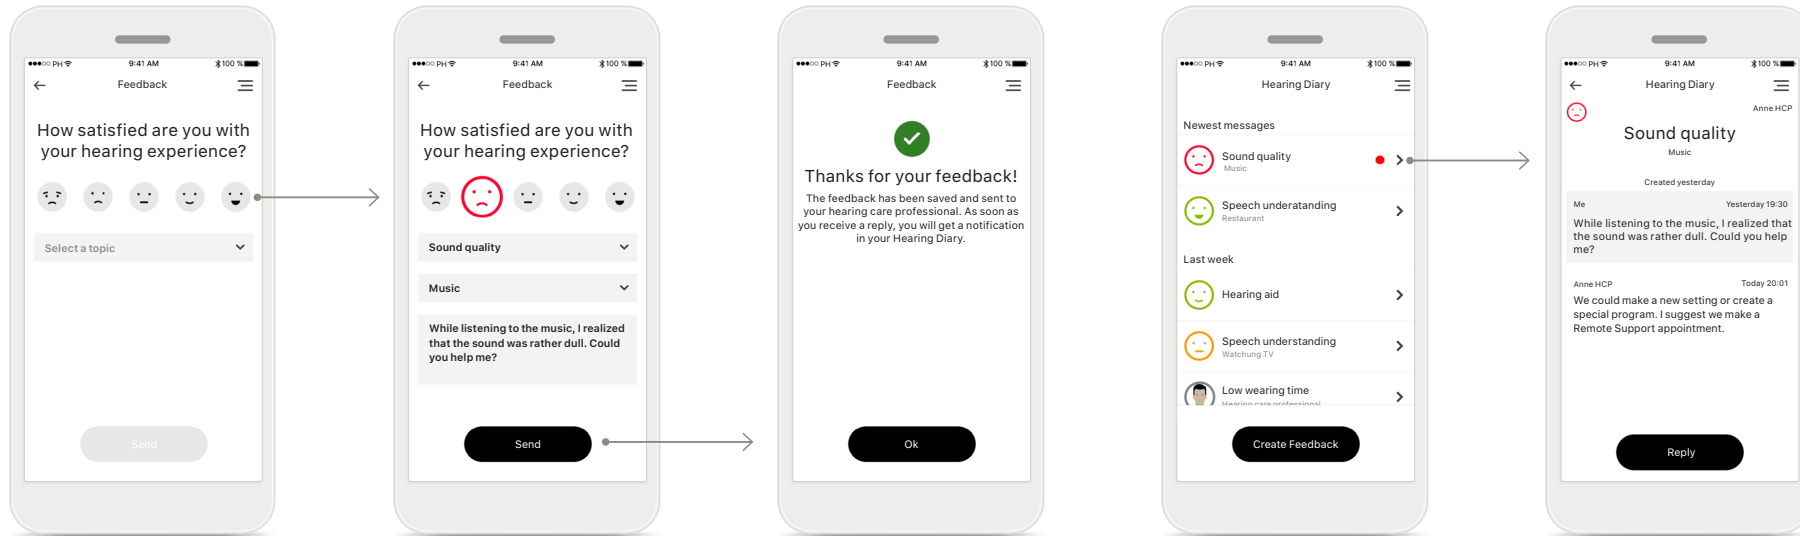 ●●●○○ PH 9:41 AM 100 %
Feedback
How satisfied are you with
your hearing experience?
Select a topic
Send
●●●○○ PH 9:41 AM 100 %
Feedback
How satisfied are you with
your hearing experience?
Sound quality
Music
While listening to the music, I realized
that the sound was rather dull. Could
you help me?
Send
●●●○○ PH 9:41 AM 100 %
Feedback
Thanks for your feedback!
The feedback has been saved and sent to
your hearing care professional. As soon as
you receive a reply, you will get a notification
in your Hearing Diary.
Ok
●●●○○ PH 9:41 AM 100 %
Hearing Diary
Newest messages
Sound quality
Music
Speech underatanding
Restaurant
Last week
Hearing aid
Speech understanding
Watchung TV
Low wearing time
Hearing care professional
Create Feedback
●●●○○ PH 9:41 AM 100 %
Hearing Diary
Anne HCP
Sound quality
Music
Created yesterday
Me Yesterday 19:30
While listening to the music, I realized that
the sound was rather dull. Could you help
me?
Anne HCP Today 20:01
We could make a new setting or create a
special program. I suggest we make a
Remote Support appointment.
Reply